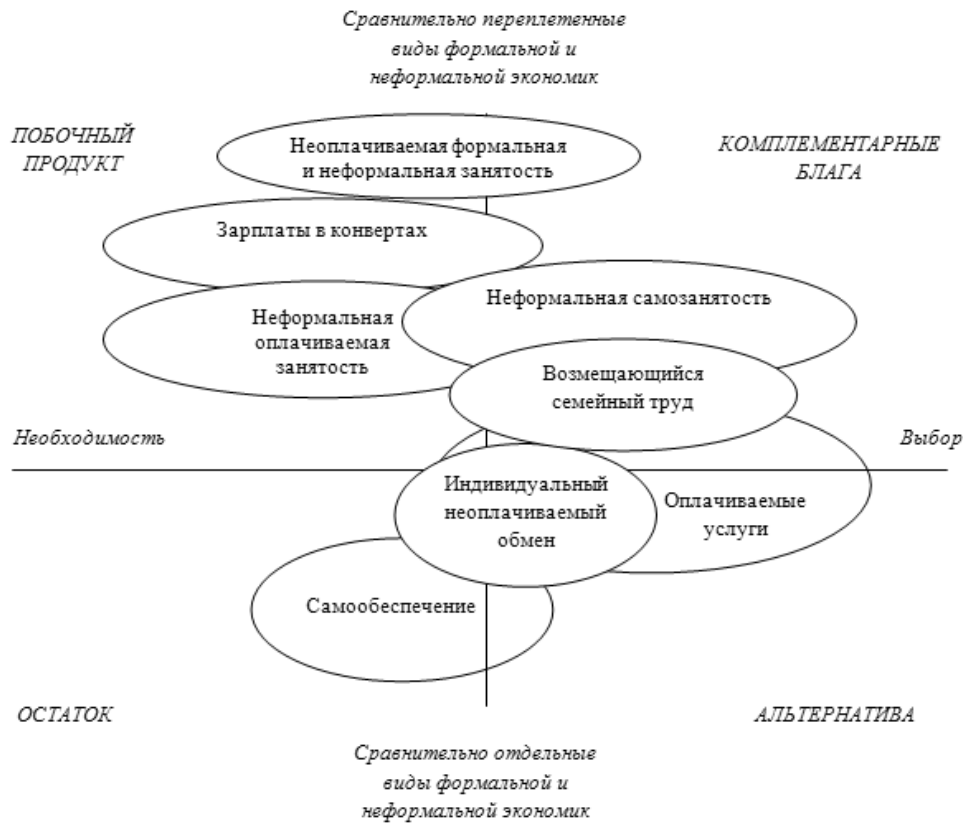 Сравнительно переплетенные
виды формальной и
неформальной экономик
ПОБОЧНЫЙ
ПРОДУКТ
КОМПЛЕМЕНТАРНЫЕ
БЛАГА
Неоплачиваемая формальная
и неформальная занятость
Зарплаты в конвертах
Неформальная самозанятость
Неформальная
оплачиваемая
занятость
Возмещающийся
семейный труд
Необходимость
Выбор
Индивидуальный
неоплачиваемый
обмен
Оплачиваемые
услуги
Самообеспечение
ОСТАТОК
АЛЬТЕРНАТИВА
Сравнительно отдельные
виды формальной и
неформальной экономик